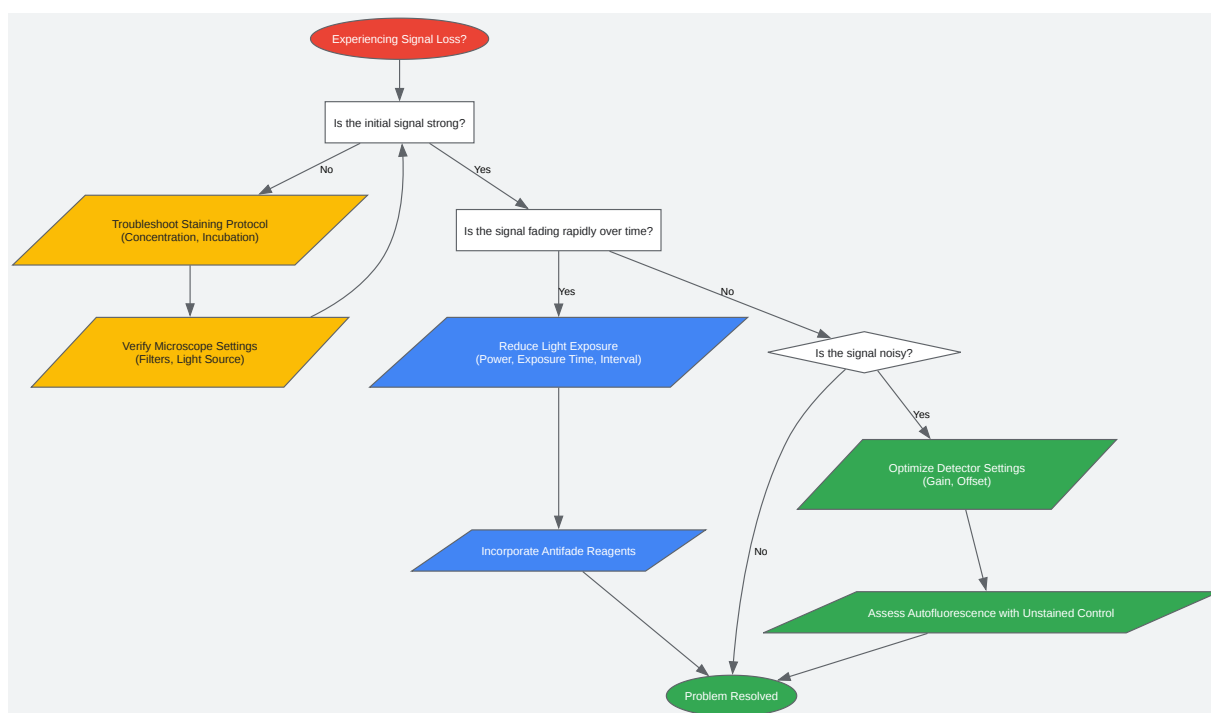 Experiencing Signal Loss?
Is the initial signal strong?
No
Yes
Troubleshoot Staining Protocol
(Concentration, Incubation)
Is the signal fading rapidly over time?
Yes
No
Verify Microscope Settings
(Filters, Light Source)
Reduce Light Exposure
(Power, Exposure Time, Interval)
Is the signal noisy?
Yes
Optimize Detector Settings
(Gain, Offset)
No
Incorporate Antifade Reagents
Assess Autofluorescence with Unstained Control
Problem Resolved